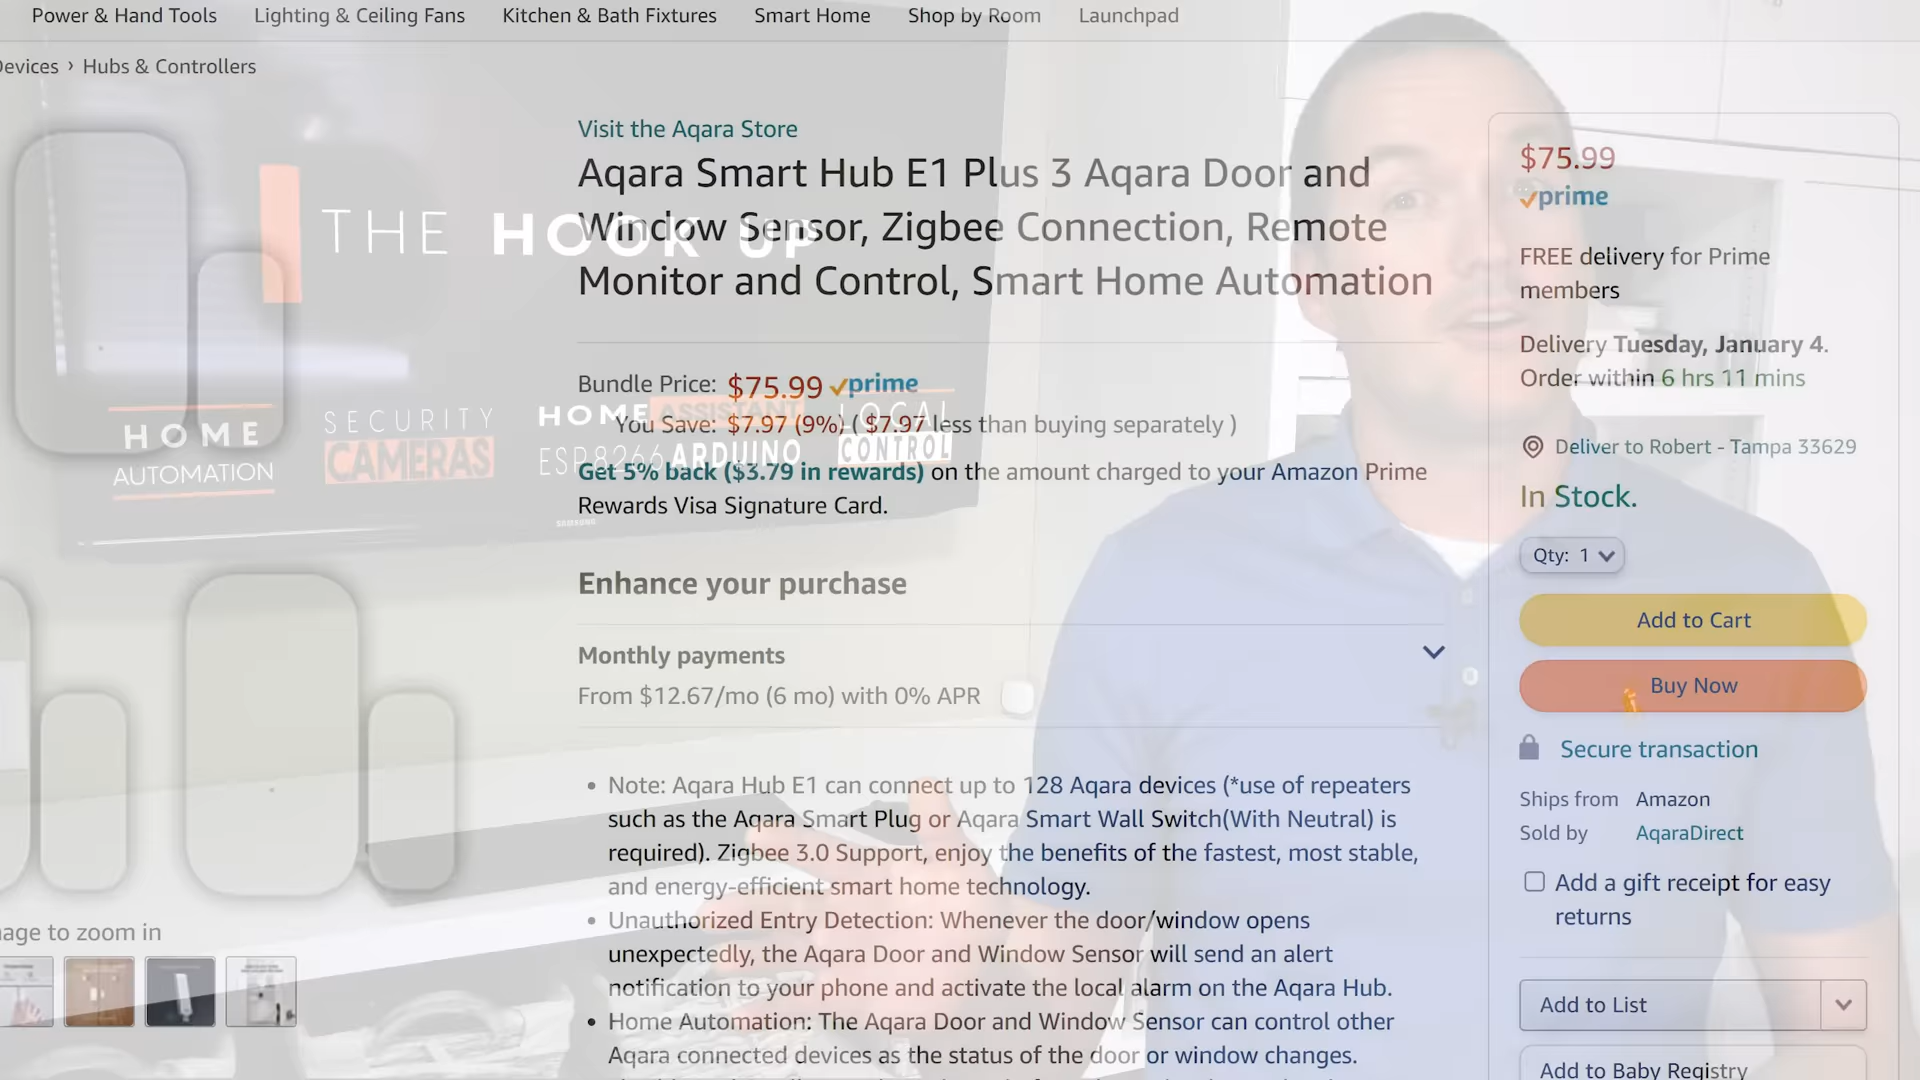 Power & Hand Tools Lighting & Ceiling Fans Kitchen & Bath Fixtures Smart Home Shop by Room Launchpad
Devices › Hubs & Controllers
Visit the Aqara Store
Aqara Smart Hub E1 Plus 3 Aqara Door and
Window Sensor, Zigbee Connection, Remote
Monitor and Control, Smart Home Automation
THE HOOK UP
Bundle Price: $75.99 prime
You Save: $7.97 (9%) ( $7.97 less than buying separately )
Get 5% back ($3.79 in rewards) on the amount charged to your Amazon Prime
Rewards Visa Signature Card.
HOME
AUTOMATION
SECURITY
CAMERAS
HOME ASSISTANT
ESP8266 ARDUINO
LOCAL
CONTROL
SAMSUNG
Enhance your purchase
Monthly payments
From $12.67/mo (6 mo) with 0% APR
• Note: Aqara Hub E1 can connect up to 128 Aqara devices (*use of repeaters
such as the Aqara Smart Plug or Aqara Smart Wall Switch(With Neutral) is
required). Zigbee 3.0 Support, enjoy the benefits of the fastest, most stable,
and energy-efficient smart home technology.
• Unauthorized Entry Detection: Whenever the door/window opens
unexpectedly, the Aqara Door and Window Sensor will send an alert
notification to your phone and activate the local alarm on the Aqara Hub.
• Home Automation: The Aqara Door and Window Sensor can control other
Aqara connected devices as the status of the door or window changes.
age to zoom in
$75.99
prime
FREE delivery for Prime
members
Delivery Tuesday, January 4.
Order within 6 hrs 11 mins
Deliver to Robert - Tampa 33629
In Stock.
Qty: 1
Add to Cart
Buy Now
Secure transaction
Ships from Amazon
Sold by AqaraDirect
Add a gift receipt for easy
returns
Add to List
Add to Baby Registry